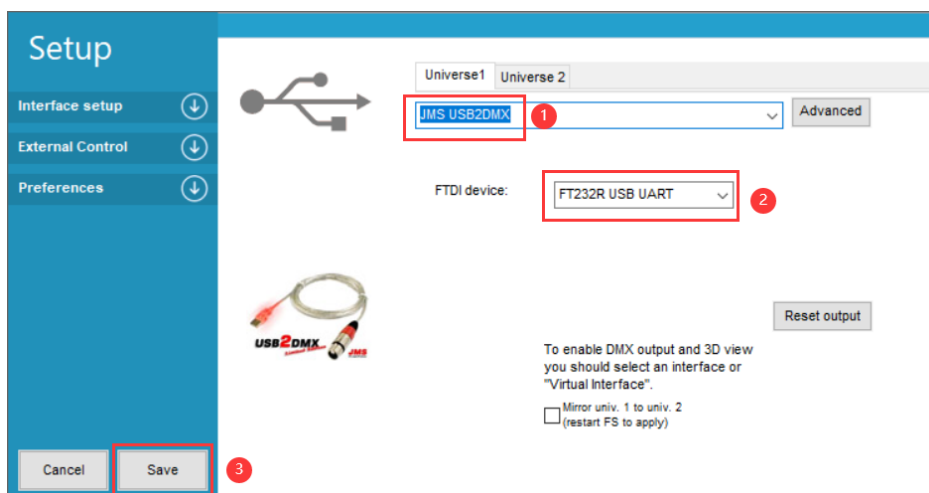 Setup
Interface setup
External Control
Preferences
Universe1
Universe 2
JMS USB2DMX
1
Advanced
FTDI device:
FT232R USB UART
2
USB2DMX
JMS
Reset output
To enable DMX output and 3D view
you should select an interface or
"Virtual Interface".
Mirror univ. 1 to univ. 2
(restart FS to apply)
Cancel
Save
3